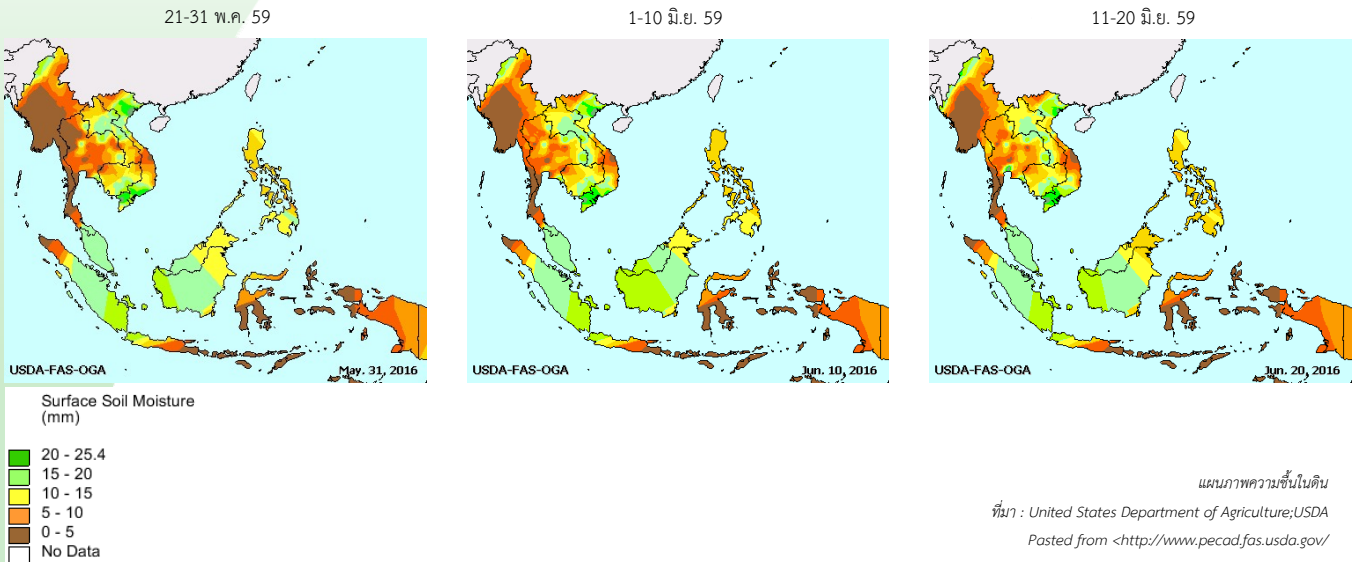 21-31 พ.ค. 59
1-10 มิ.ย. 59
11-20 มิ.ย. 59
USDA-FAS-OGA
May. 31, 2016
USDA-FAS-OGA
Jun. 10, 2016
USDA-FAS-OGA
Jun. 20, 2016
Surface Soil Moisture
(mm)
20 - 25.4
15 - 20
10 - 15
5 - 10
0 - 5
No Data
แผนภาพความชื้นในดิน
ที่มา : United States Department of Agriculture;USDA
Pasted from <http://www.pecad.fas.usda.gov/